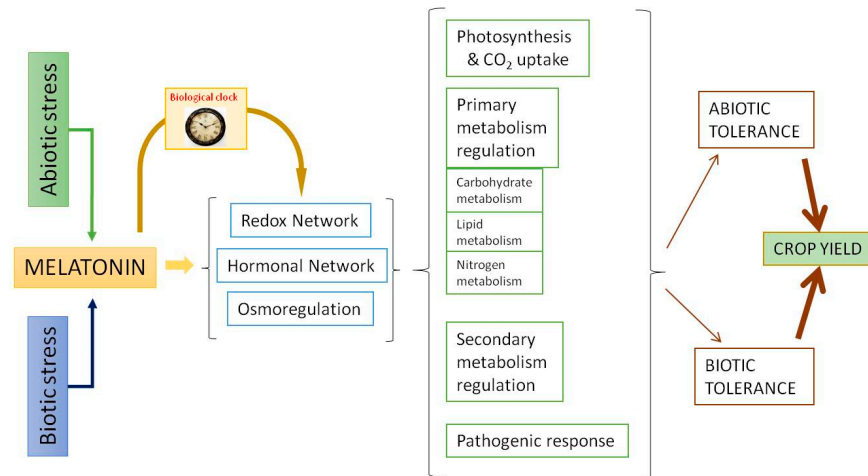 Abiotic stress
Biological clock
MELATONIN
Biotic stress
Redox Network
Hormonal Network
Osmoregulation
Photosynthesis
& CO₂ uptake
Primary
metabolism
regulation
Carbohydrate
metabolism
Lipid
metabolism
Nitrogen
metabolism
Secondary
metabolism
regulation
Pathogenic response
ABIOTIC
TOLERANCE
CROP YIELD
BIOTIC
TOLERANCE